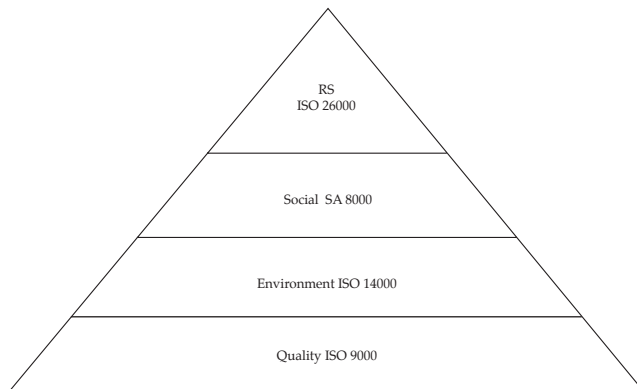 RS
ISO 26000
Social SA 8000
Environment ISO 14000
Quality ISO 9000